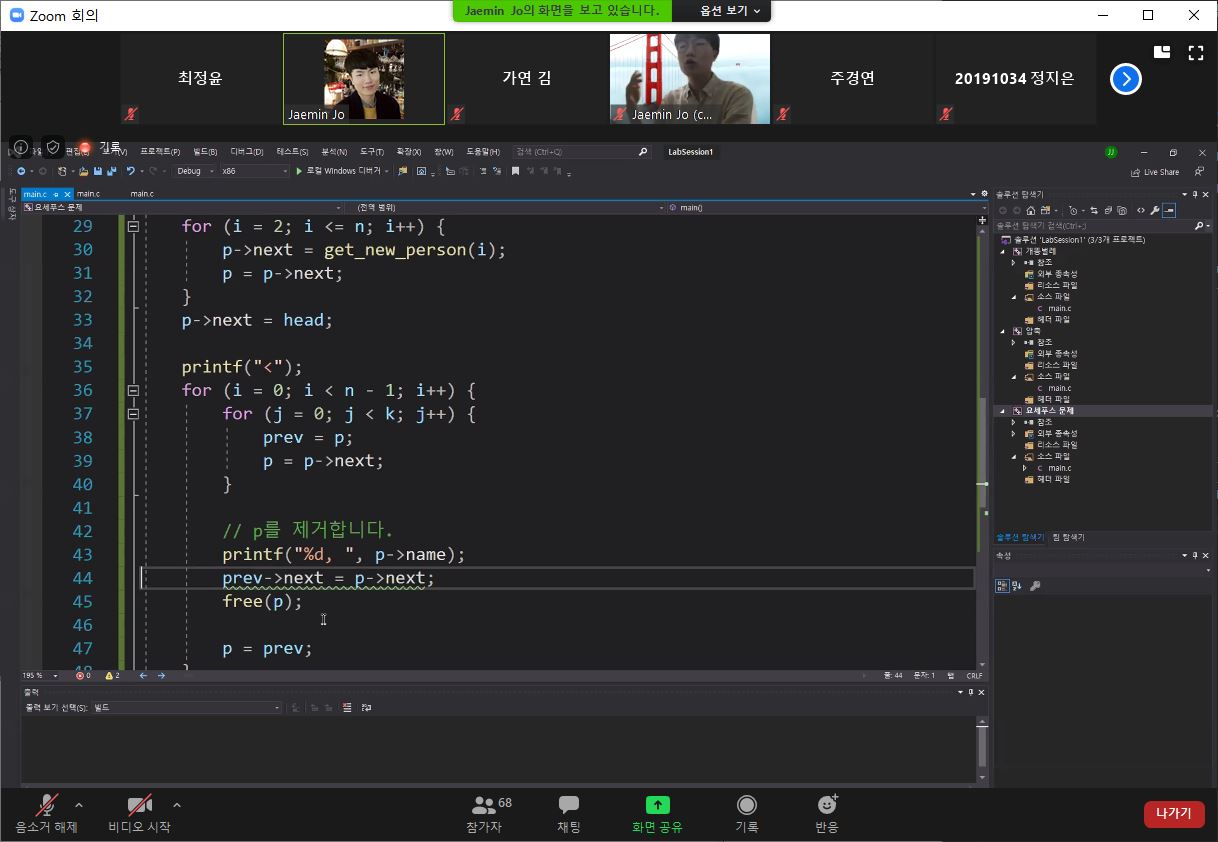 Zoom 회의
Jaemin Jo의 화면을 보고 있습니다.
옵션 보기
최정윤
Jaemin Jo
가연 김
Jaemin Jo (c...
주경연
20191034 정지은
기록
프로젝트(P) 빌드(B) 디버그(D) 테스트(S) 분석(N) 도구(T) 확장(X) 창(W) 도움말(H) 검색 (Ctrl+Q) LabSession1 JJ
Debug x86 로컬 Windows 디버거 Live Share
main.c main.c main.c
요세푸스 문제 (전역 범위) main()
29 for (i = 2; i <= n; i++) {
30 p->next = get_new_person(i);
31 p = p->next;
32 }
33 p->next = head;
34
35 printf("<");
36 for (i = 0; i < n - 1; i++) {
37 for (j = 0; j < k; j++) {
38 prev = p;
39 p = p->next;
40 }
41
42 // p를 제거합니다.
43 printf("%d, ", p->name);
44 prev->next = p->next;
45 free(p);
46
47 p = prev;
48 }
195 % 0 2 줄: 44 문자: 1 탭 CRLF
출력
출력 보기 선택(S): 빌드
솔루션 탐색기
솔루션 탐색기 검색(Ctrl+;)
솔루션 'LabSession1' (3/3개 프로젝트)
개똥벌레
참조
외부 종속성
리소스 파일
소스 파일
main.c
헤더 파일
압축
참조
외부 종속성
리소스 파일
소스 파일
main.c
헤더 파일
요세푸스 문제
참조
외부 종속성
리소스 파일
소스 파일
main.c
헤더 파일
솔루션 탐색기 팀 탐색기
속성
음소거 해제
비디오 시작
68
참가자
채팅
화면 공유
기록
반응
나가기